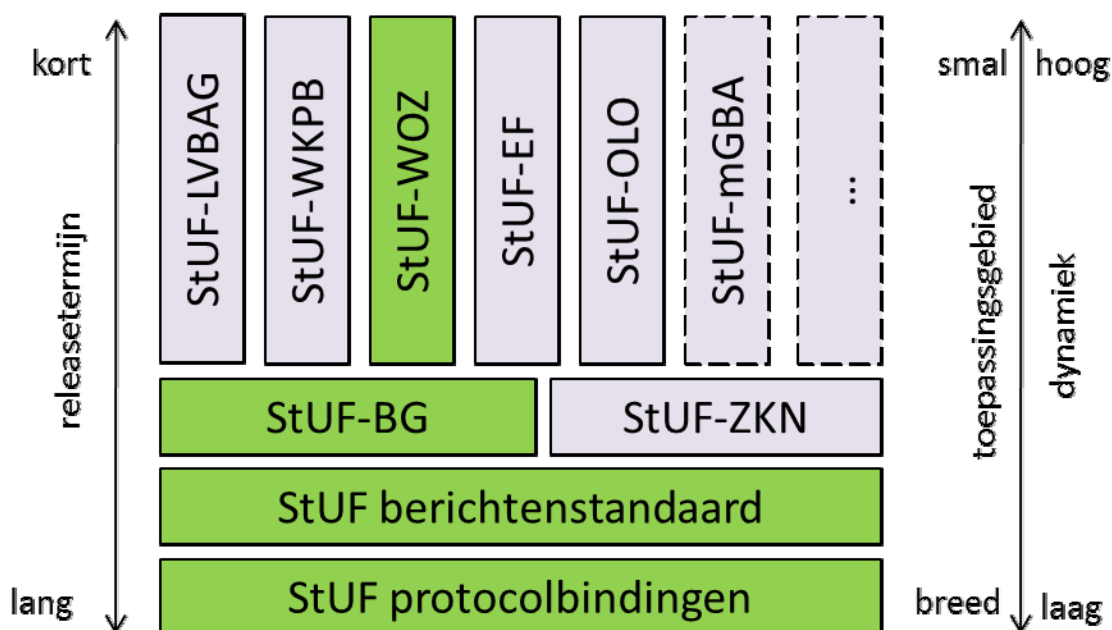 kort
releasetermijn
lang
StUF-LVBAG
StUF-WKPB
StUF-WOZ
StUF-EF
StUF-OLO
StUF-mGBA
...
StUF-BG
StUF-ZKN
StUF berichtenstandaard
StUF protocolbindingen
smal
hoog
toepassingsgebied
dynamiek
breed
laag